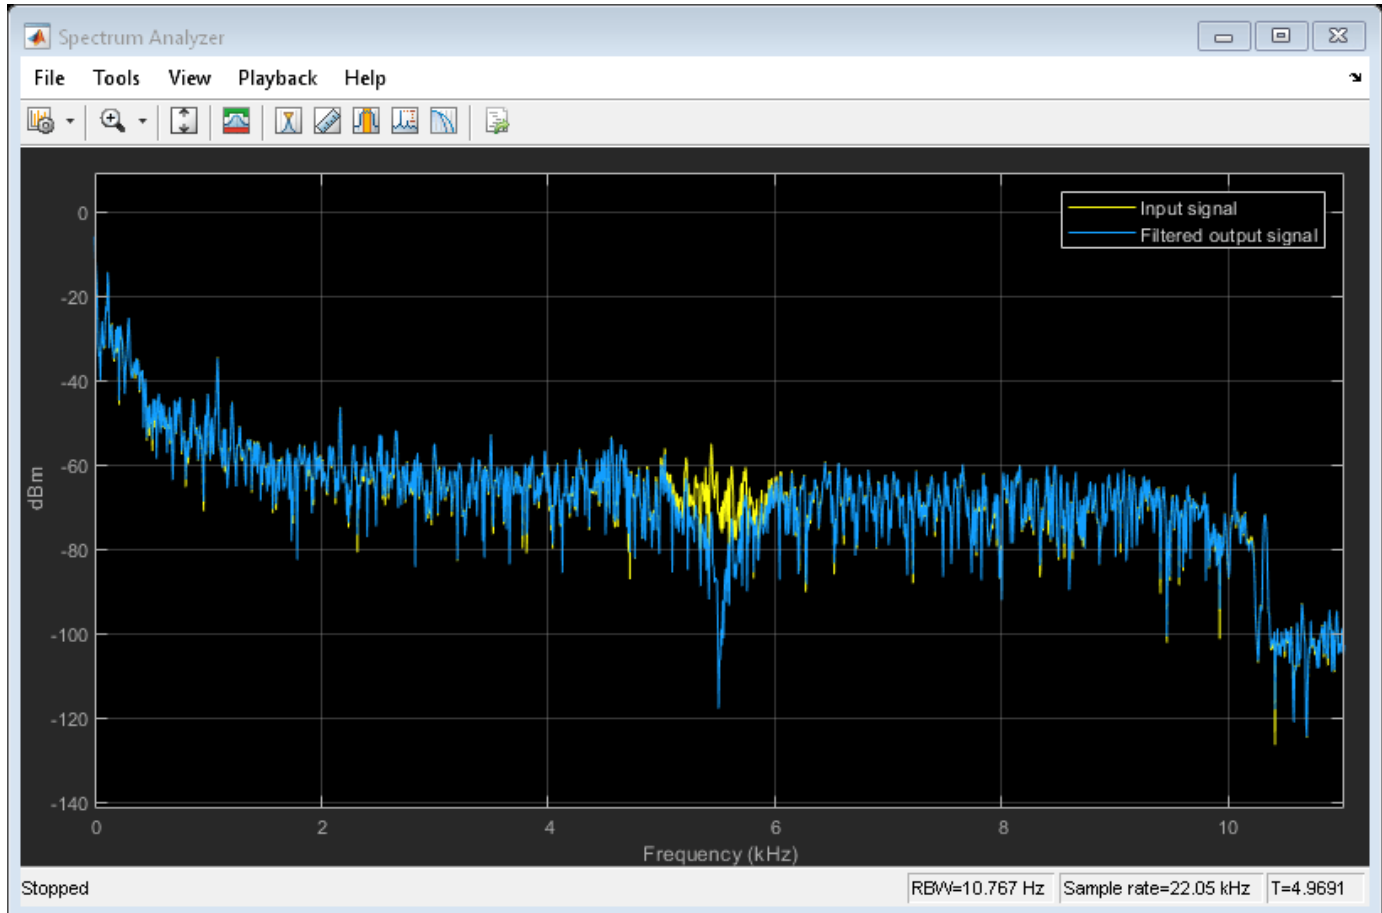 Spectrum Analyzer
File Tools View Playback Help
Input signal
Filtered output signal
0
-20
-40
-60
-80
-100
-120
-140
dBm
0 2 4 6 8 10
Frequency (kHz)
Stopped RBW=10.767 Hz Sample rate=22.05 kHz T=4.9691